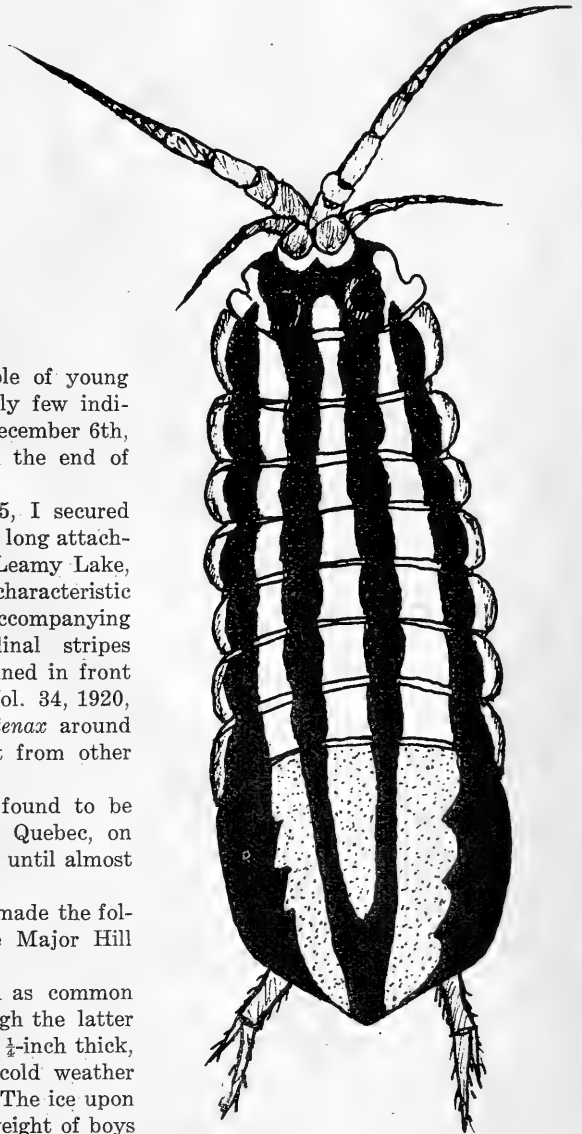 ole of young
ly few indi-
ecember 6th,
the end of
5, I secured
long attach-
Leamy Lake,
characteristic
ccompanying
linal stripes
ned in front
ol. 34, 1920,
enax around
t from other
found to be
Quebec, on
until almost
made the fol-
e Major Hill
as common
gh the latter
¼-inch thick,
cold weather
The ice upon
weight of boys